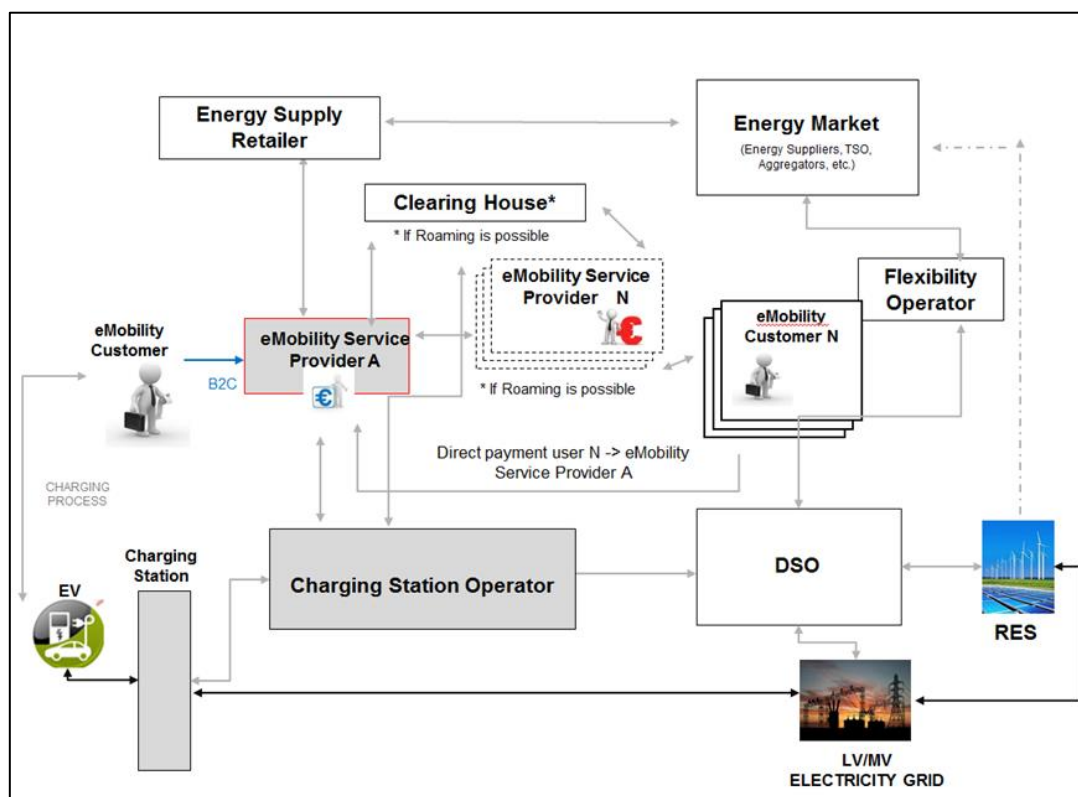 Energy Supply
Retailer
Energy Market
(Energy Suppliers, TSO,
Aggregators, etc.)
Clearing House*
* If Roaming is possible
eMobility Service
Provider N
Flexibility
Operator
eMobility
Customer
eMobility Service
Provider A
B2C
eMobility
Customer N
* If Roaming is possible
Direct payment user N -> eMobility
Service Provider A
CHARGING
PROCESS
Charging
Station
EV
Charging Station Operator
DSO
RES
LV/MV
ELECTRICITY GRID